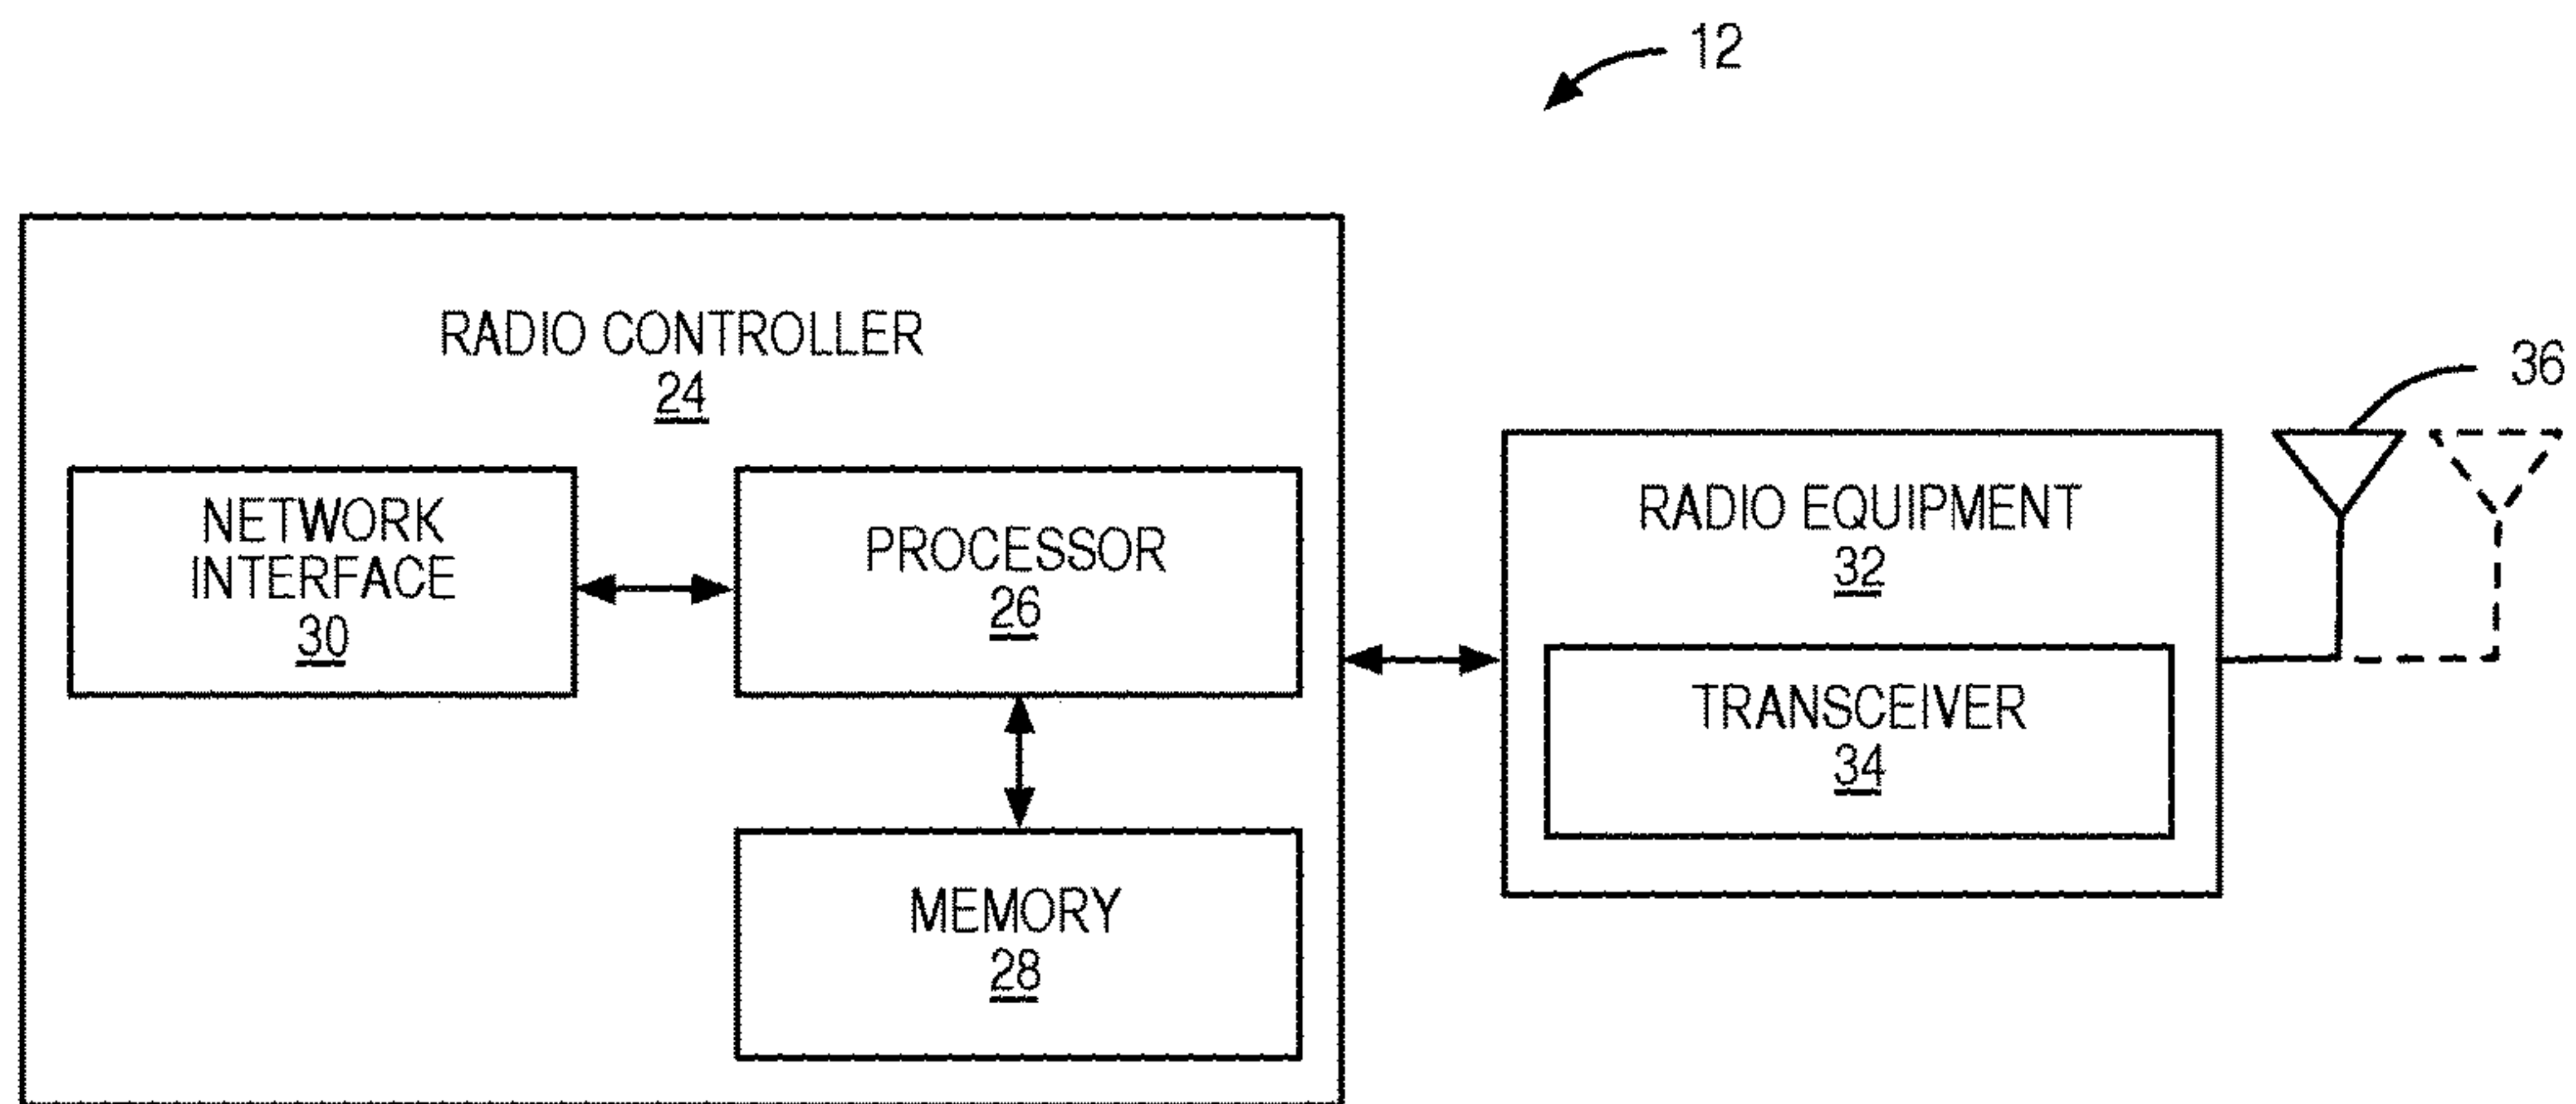 12
RADIO CONTROLLER
24
NETWORK
INTERFACE
30
PROCESSOR
26
MEMORY
28
RADIO EQUIPMENT
32
TRANSCEIVER
34
36